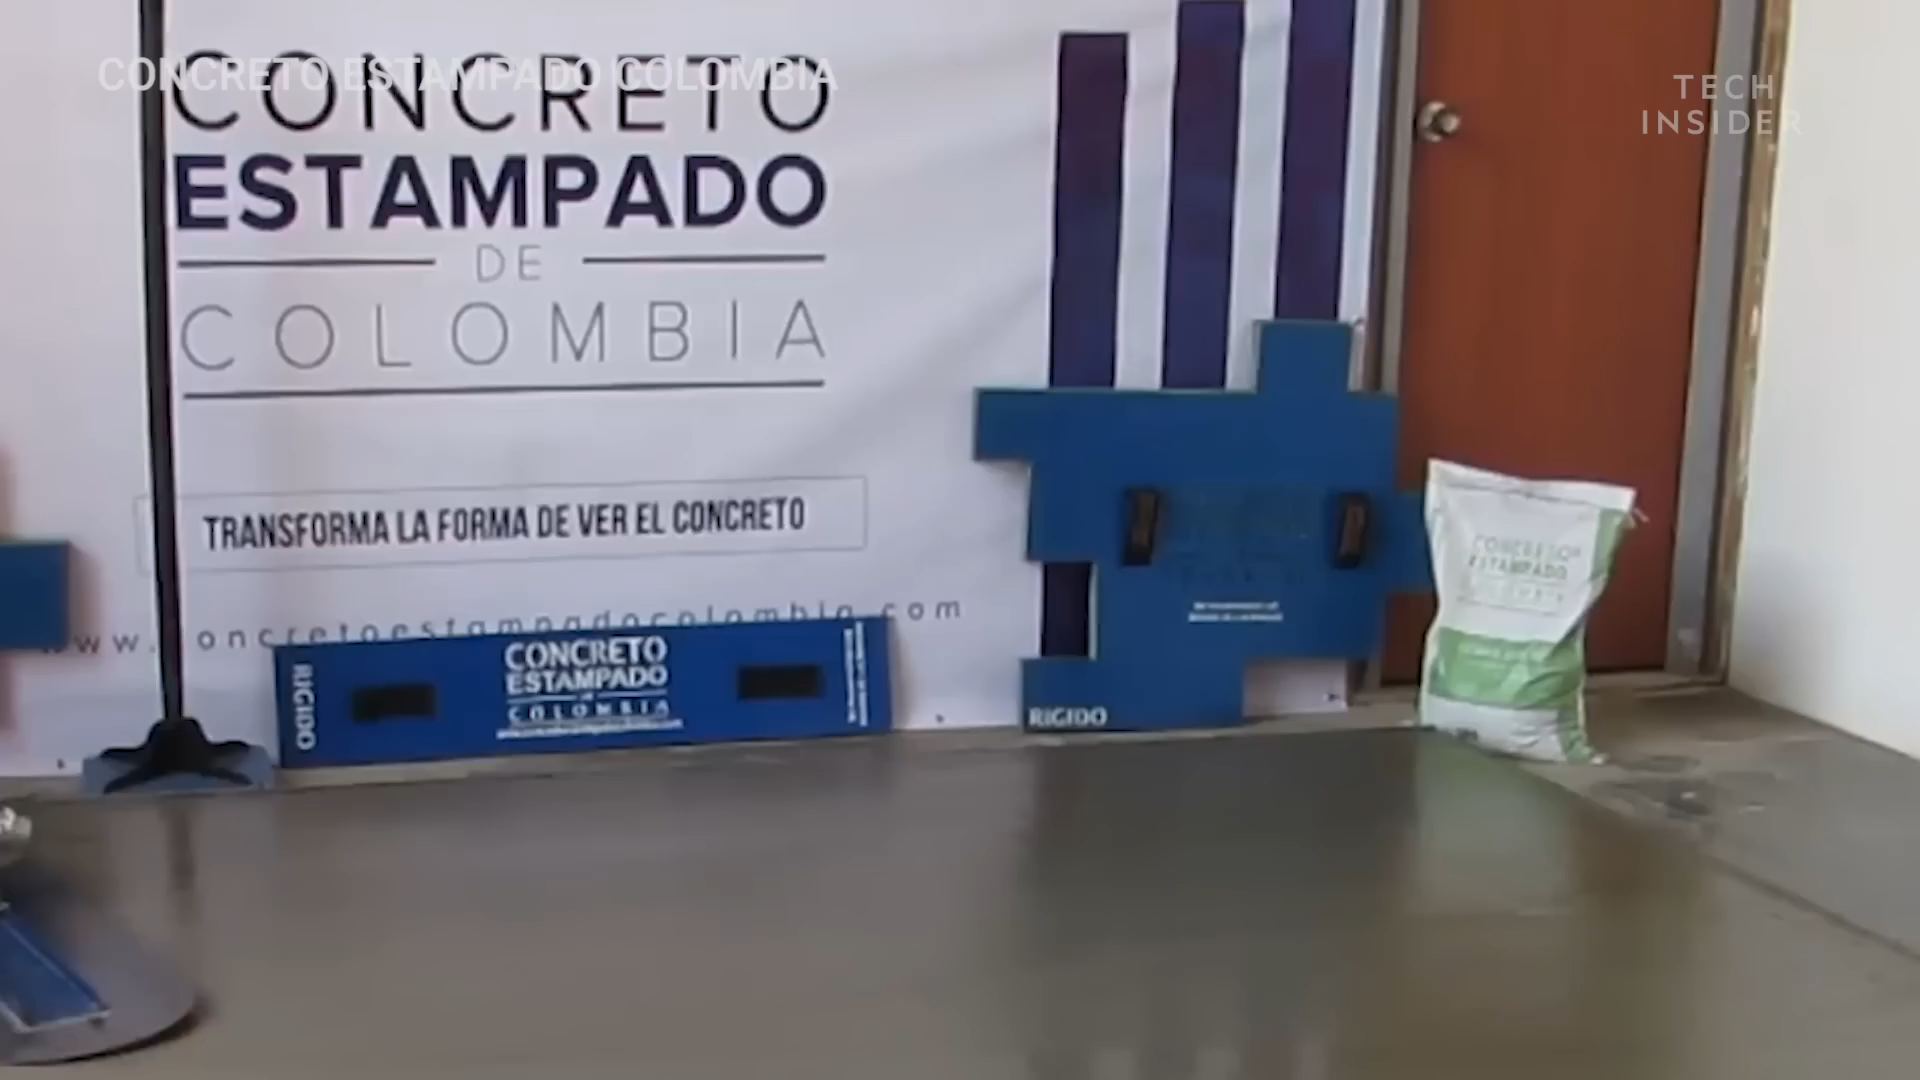 CONCRETO ESTAMPADO COLOMBIA
TECH
INSIDER
CONCRETO
ESTAMPADO
DE
COLOMBIA
TRANSFORMA LA FORMA DE VER EL CONCRETO
www.concretoestampadocolombia.com
RIGIDO
CONCRETO
ESTAMPADO
COLOMBIA
RIGIDO
CONCRETO
ESTAMPADO
COLOMBIA